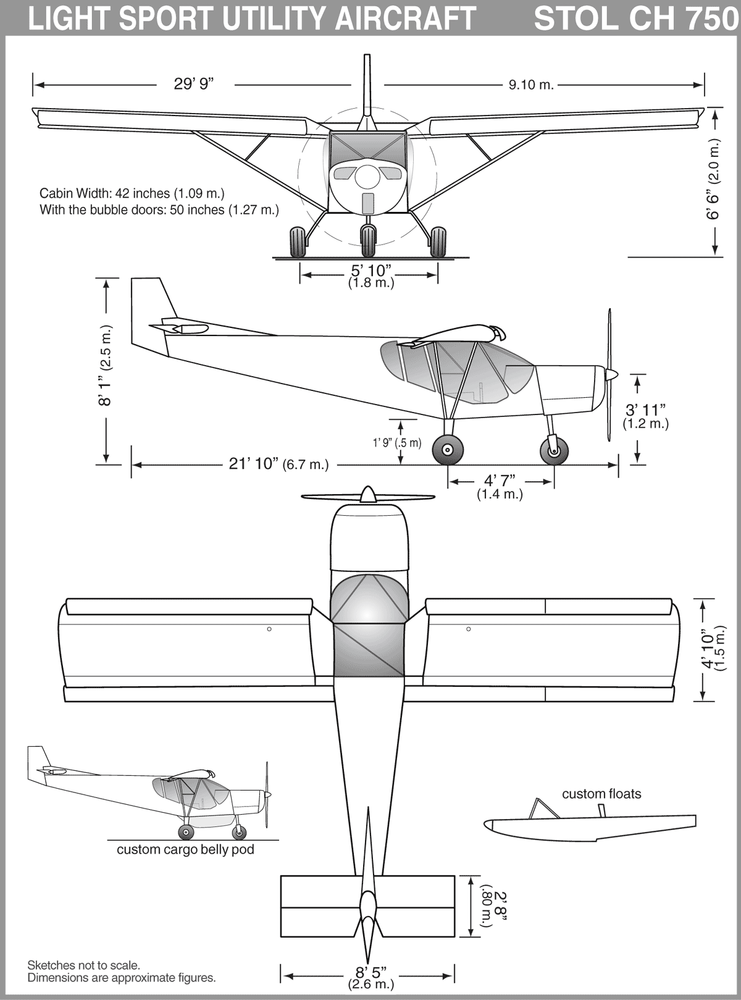 LIGHT SPORT UTILITY AIRCRAFT STOL CH 750
29’ 9” 9.10 m.
6’ 6” (2.0 m.)
Cabin Width: 42 inches (1.09 m.)
With the bubble doors: 50 inches (1.27 m.)
5’ 10”
(1.8 m.)
8’ 1” (2.5 m.)
3’ 11”
(1.2 m.)
1’ 9” (.5 m)
21’ 10” (6.7 m.)
4’ 7”
(1.4 m.)
4’ 10”
(1.5 m.)
custom floats
custom cargo belly pod
2’ 8”
(.80 m.)
Sketches not to scale.
Dimensions are approximate figures.
8’ 5”
(2.6 m.)